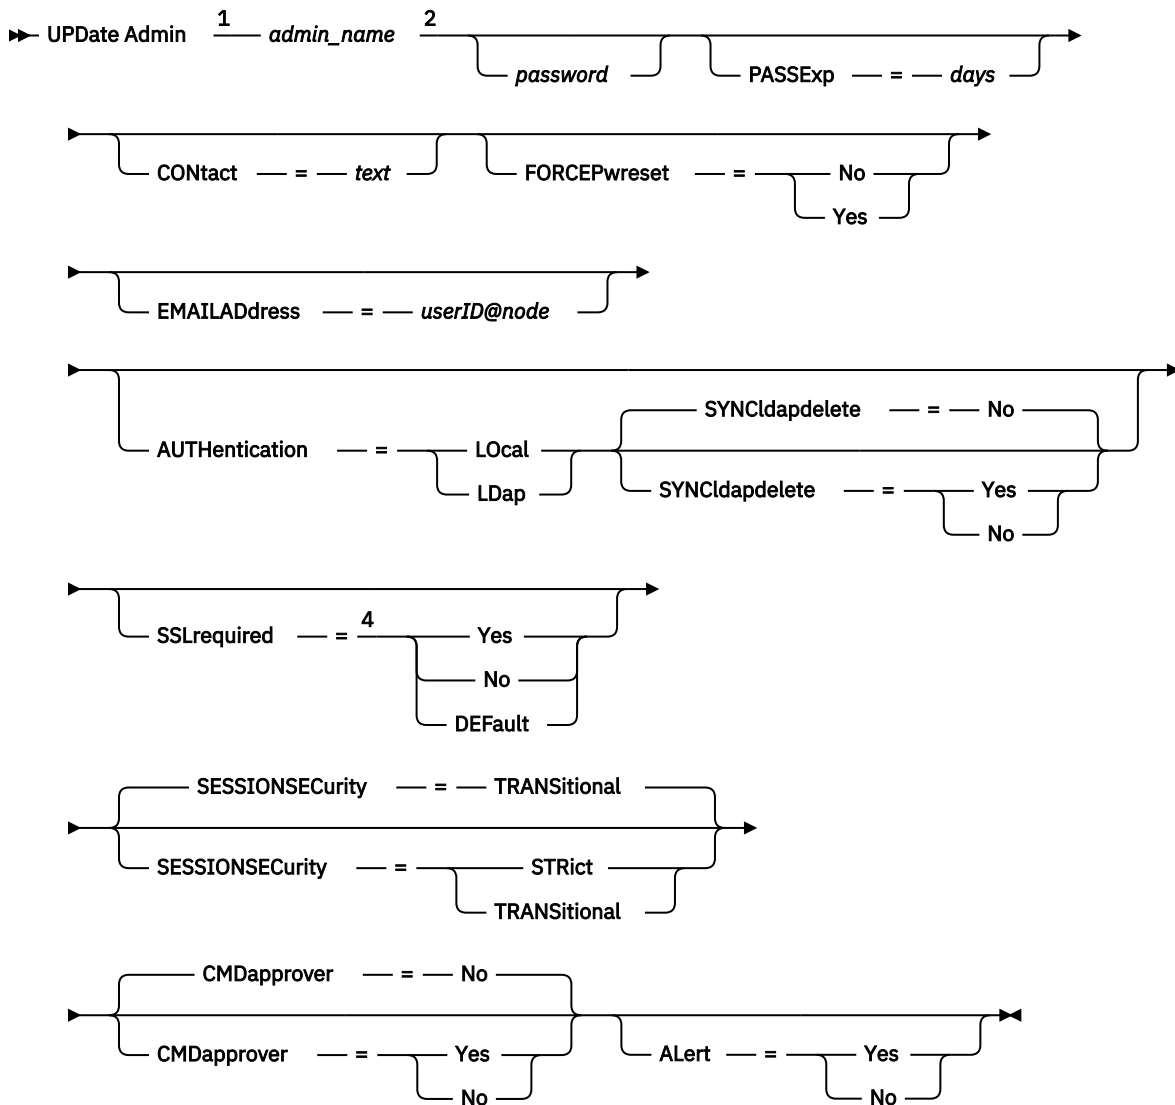 UPDate Admin 1 admin_name 2
password PASSExp = days
CONtact = text FORCEPwreset = No
Yes
EMAILADdress = userID@node
SYNCldapdelete = No
AUTHentication = LOcal
LDap
SYNCldapdelete = Yes
No
SSLrequired = 4 Yes
No
DEFault
SESSIONSECurity = TRANSitional
SESSIONSECurity = STRict
TRANSitional
CMDapprover = No
CMDapprover = Yes ALert = Yes
No No